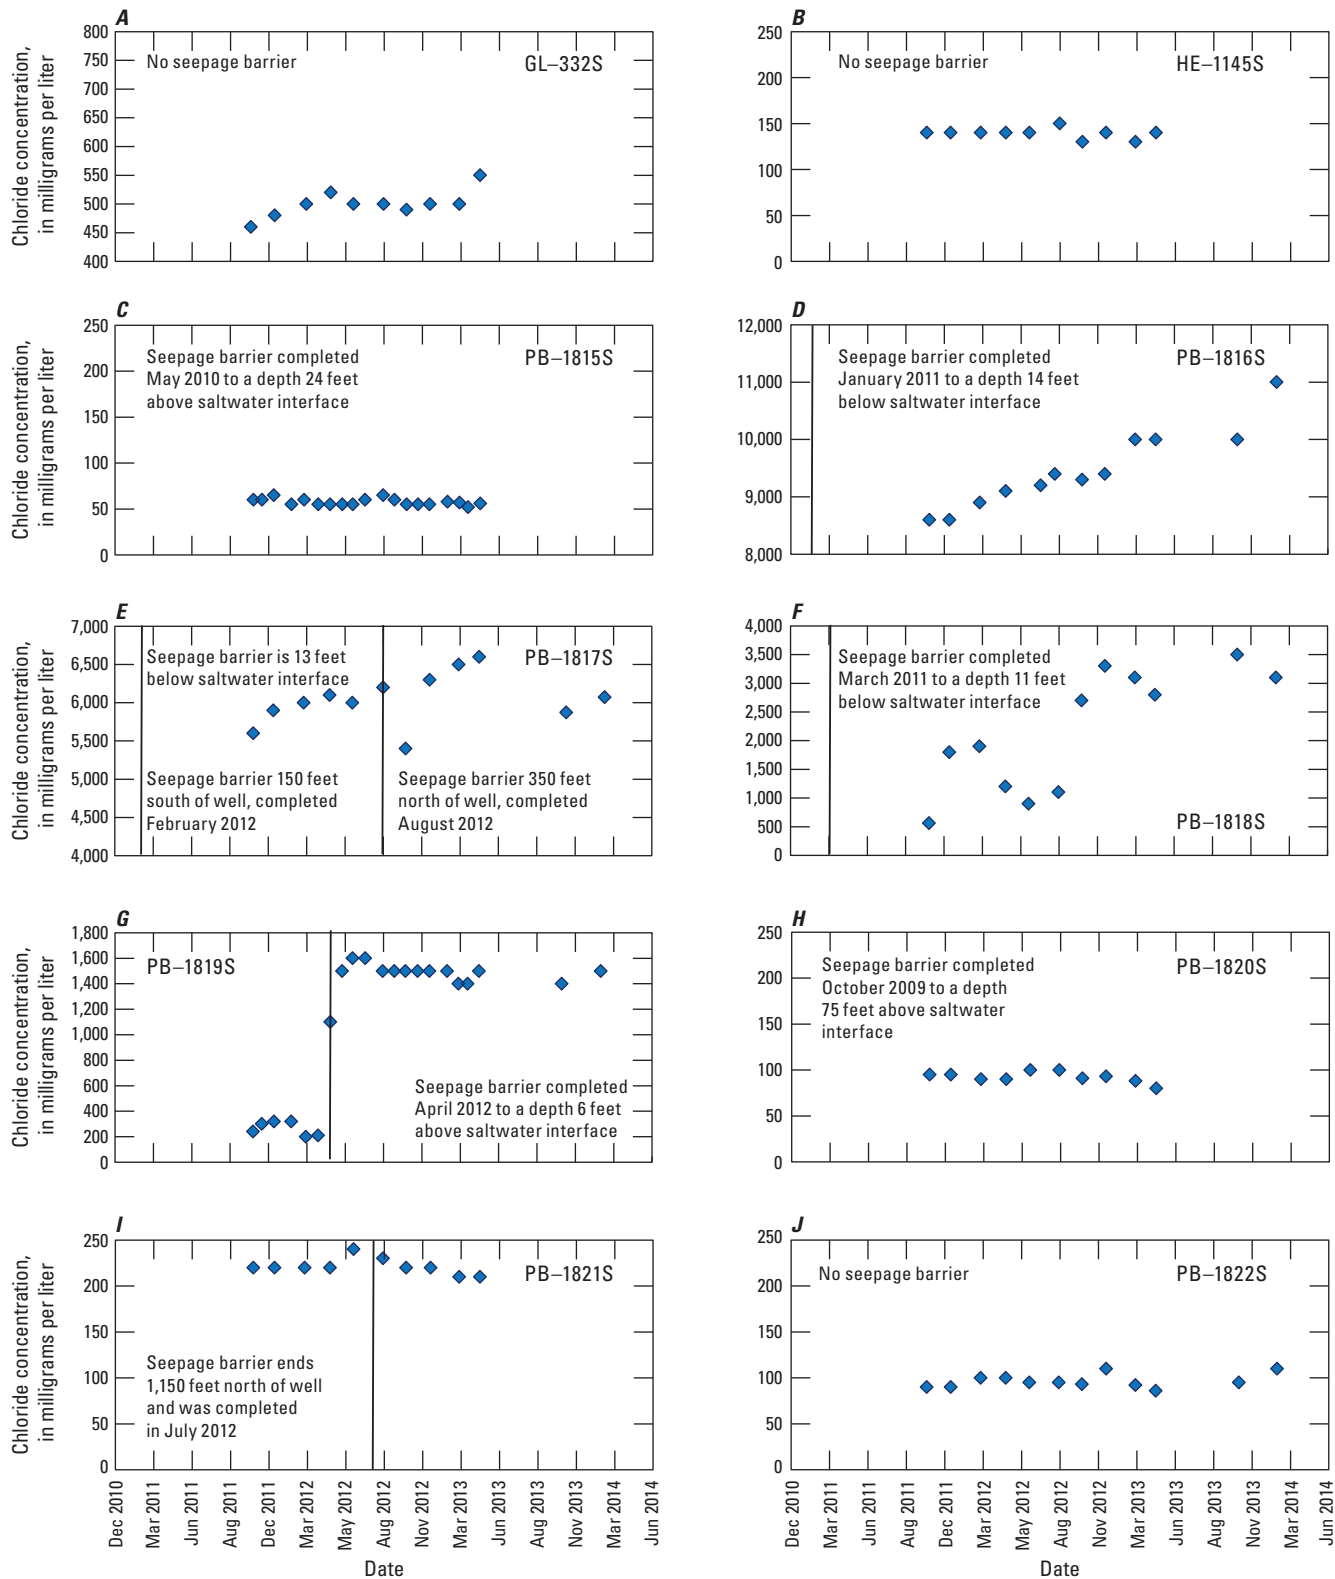 A
Chloride concentration,
in milligrams per liter
800
750
700
650
600
550
500
450
400
No seepage barrier
GL–332S
B
250
200
150
100
50
0
No seepage barrier
HE–1145S
C
Chloride concentration,
in milligrams per liter
250
200
150
100
50
0
Seepage barrier completed
May 2010 to a depth 24 feet
above saltwater interface
PB–1815S
D
12,000
11,000
10,000
9,000
8,000
Seepage barrier completed
January 2011 to a depth 14 feet
below saltwater interface
PB–1816S
E
Chloride concentration,
in milligrams per liter
7,000
6,500
6,000
5,500
5,000
4,500
4,000
Seepage barrier is 13 feet
below saltwater interface
PB–1817S
Seepage barrier 150 feet
south of well, completed
February 2012
Seepage barrier 350 feet
north of well, completed
August 2012
F
4,000
3,500
3,000
2,500
2,000
1,500
1,000
500
0
Seepage barrier completed
March 2011 to a depth 11 feet
below saltwater interface
PB–1818S
G
Chloride concentration,
in milligrams per liter
1,800
1,600
1,400
1,200
1,000
800
600
400
200
0
PB–1819S
Seepage barrier completed
April 2012 to a depth 6 feet
above saltwater interface
H
250
200
150
100
50
0
Seepage barrier completed
October 2009 to a depth
75 feet above saltwater
interface
PB–1820S
I
Chloride concentration,
in milligrams per liter
250
200
150
100
50
0
PB–1821S
Seepage barrier ends
1,150 feet north of well
and was completed
in July 2012
Dec 2010
Mar 2011
Jun 2011
Aug 2011
Dec 2011
Mar 2012
May 2012
Aug 2012
Nov 2012
Mar 2013
Jun 2013
Aug 2013
Nov 2013
Mar 2014
Jun 2014
Date
J
250
200
150
100
50
0
No seepage barrier
PB–1822S
Dec 2010
Mar 2011
Jun 2011
Aug 2011
Nov 2011
Mar 2012
Jun 2012
Aug 2012
Nov 2012
Mar 2013
Jun 2013
Aug 2013
Nov 2013
Mar 2014
Jun 2014
Date